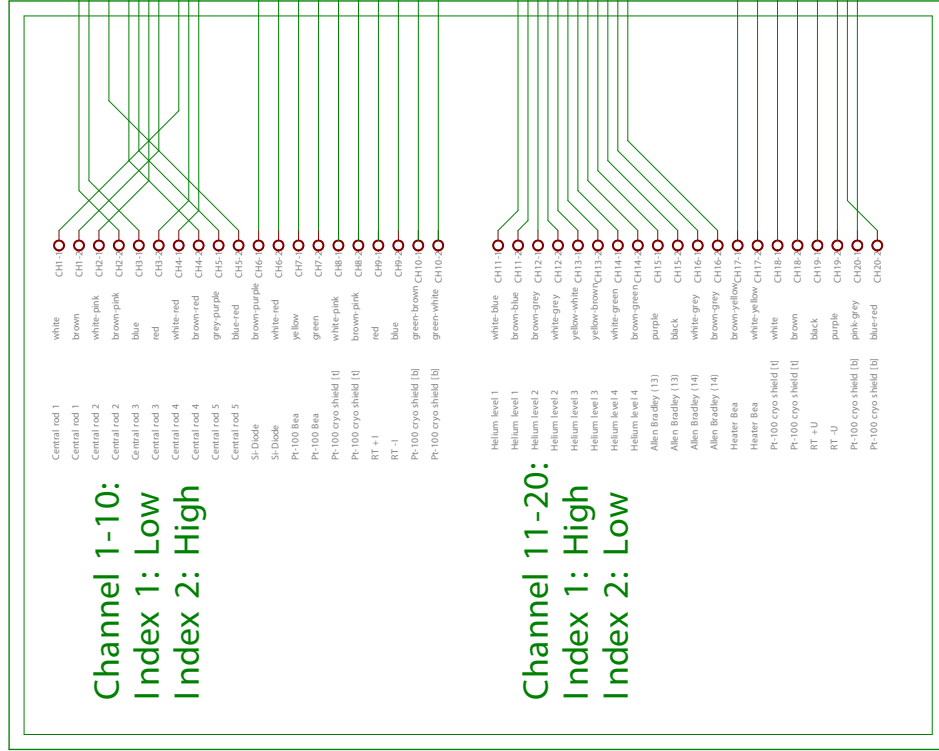 CH1-1
CH1-2
CH2-1
CH2-2
CH3-1
CH3-2
CH4-1
CH4-2
CH5-1
CH5-2
CH6-1
CH6-2
CH7-1
CH7-2
CH8-1
CH8-2
CH9-1
CH9-2
CH10-1
CH10-2
white
brown
white-pink
brown-pink
blue
red
white-red
brown-red
grey-purple
blue-red
brown-purple
white-red
yellow
green
white-pink
brown-pink
red
blue
green-brown
green-white
Central rod 1
Central rod 1
Central rod 2
Central rod 2
Central rod 3
Central rod 3
Central rod 4
Central rod 4
Central rod 5
Central rod 5
Si-Diode
Si-Diode
Pt-100 Bea
Pt-100 Bea
Pt-100 cryo shield [t]
Pt-100 cryo shield [t]
RT +I
RT -I
Pt-100 cryo shield [b]
Pt-100 cryo shield [b]
Channel 1-10:
Index 1: Low
Index 2: High
CH11-1
CH11-2
CH12-1
CH12-2
CH13-1
CH13-2
CH14-1
CH14-2
CH15-1
CH15-2
CH16-1
CH16-2
CH17-1
CH17-2
CH18-1
CH18-2
CH19-1
CH19-2
CH20-1
CH20-2
white-blue
brown-blue
brown-grey
white-grey
yellow-white
yellow-brown
white-green
brown-green
purple
black
white-grey
brown-grey
brown-yellow
white-yellow
white
brown
black
purple
pink-grey
blue-red
Helium level 1
Helium level 1
Helium level 2
Helium level 2
Helium level 3
Helium level 3
Helium level 4
Helium level 4
Allen Bradley (13)
Allen Bradley (13)
Allen Bradley (14)
Allen Bradley (14)
Heater Bea
Heater Bea
Pt-100 cryo shield [t]
Pt-100 cryo shield [t]
RT +U
RT -U
Pt-100 cryo shield [b]
Pt-100 cryo shield [b]
Channel 11-20:
Index 1: High
Index 2: Low